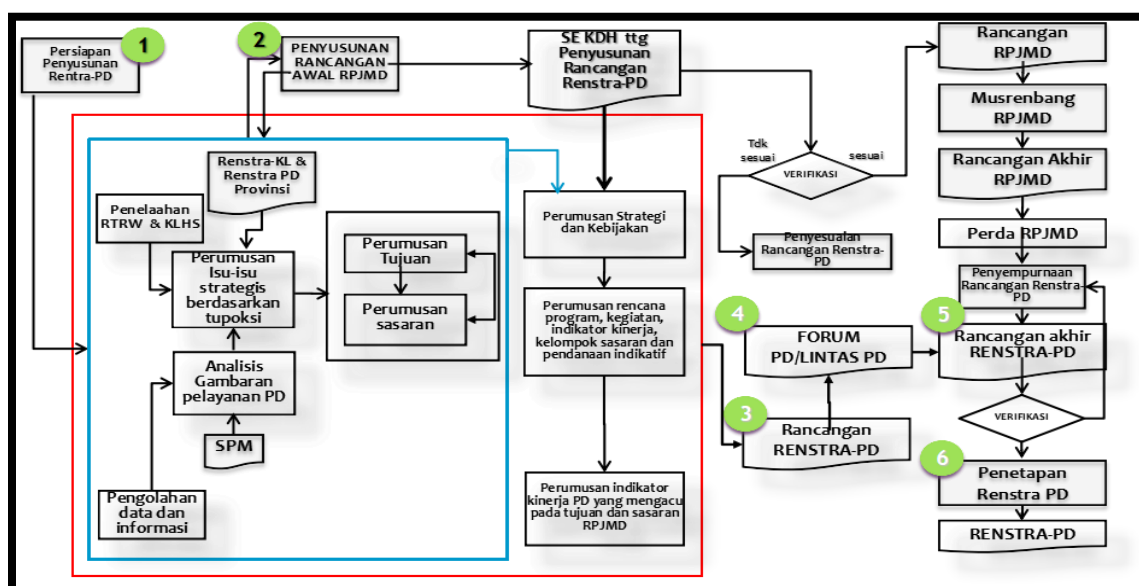 1
Persiapan
Penyusunan
Rentra-PD
2
PENYUSUNAN
RANCANGAN
AWAL RPJMD
SE KDH ttg
Penyusunan
Rancangan
Renstra-PD
Rancangan
RPJMD
Musrenbang
RPJMD
Rancangan Akhir
RPJMD
Perda RPJMD
Penyempurnaan
Rancangan Renstra-
PD
5
Rancangan akhir
RENSTRA-PD
VERIFIKASI
6
Penetapan
Renstra PD
RENSTRA-PD
Tdk
sesuai
sesuai
VERIFIKASI
Penyesualan
Rancangan Renstra-
PD
Renstra-KL &
Renstra PD
Provinsi
Penelaahan
RTRW & KLHS
Perumusan
Isu-isu
strategis
berdasarkan
tupoksi
Perumusan
Tujuan
Perumusan
sasaran
Analisis
Gambaran
pelayanan PD
SPM
Pengolahan
data dan
informasi
Perumusan Strategi
dan Kebijakan
Perumusan rencana
program, kegiatan,
indikator kinerja,
kelompok sasaran dan
pendanaan indikatif
Perumusan indikator
kinerja PD yang mengacu
pada tujuan dan sasaran
RPJMD
4
FORUM
PD/LINTAS PD
3
Rancangan
RENSTRA-PD